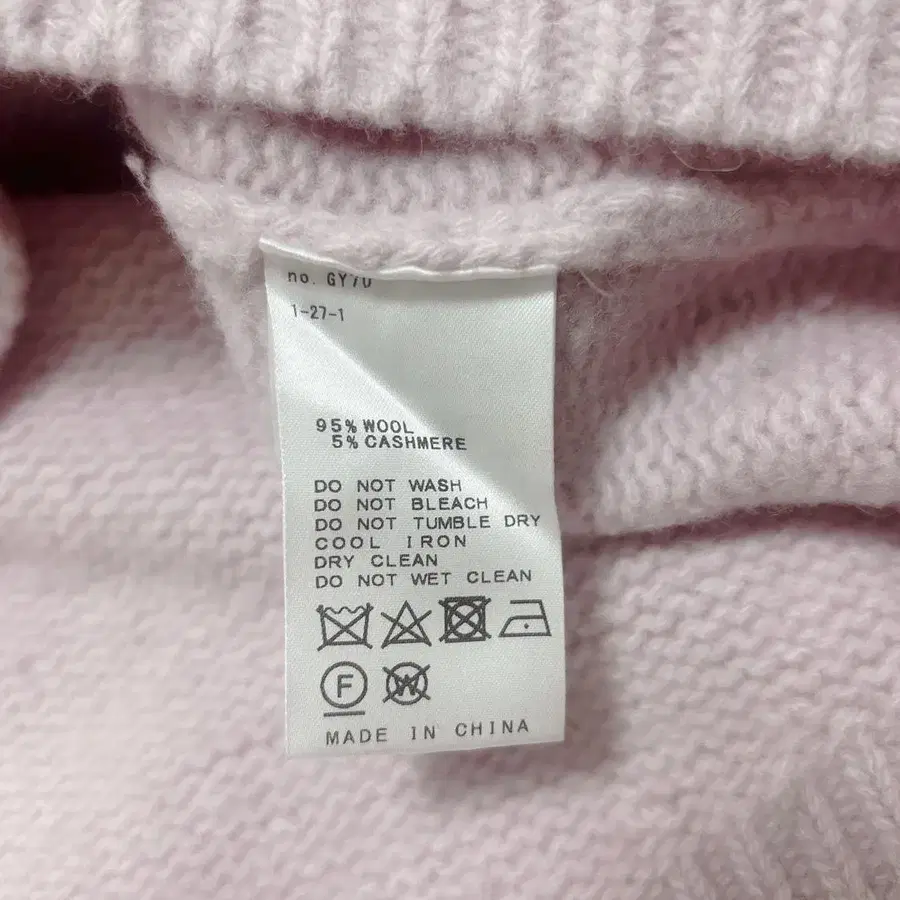 no. GY70
1-27-1
95% WOOL
5% CASHMERE
DO NOT WASH
DO NOT BLEACH
DO NOT TUMBLE DRY
COOL IRON
DRY CLEAN
DO NOT WET CLEAN
F W
MADE IN CHINA